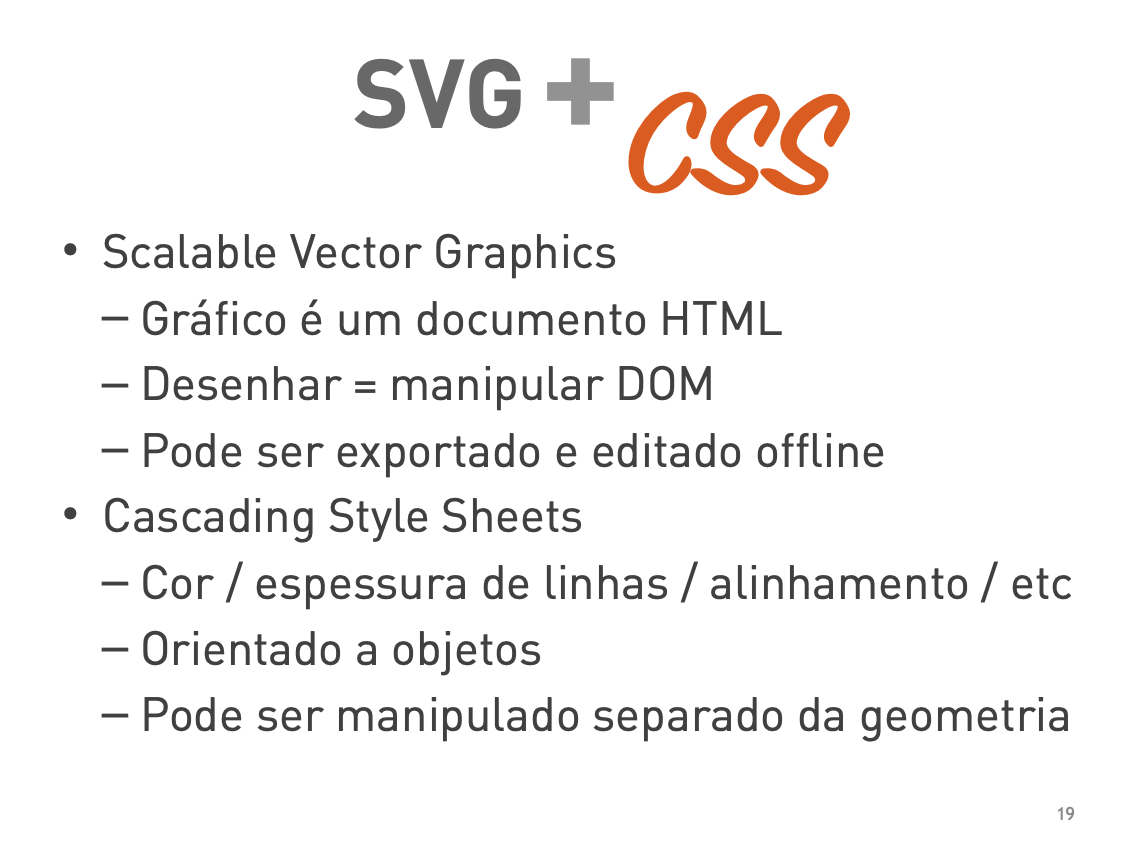 SVG + CSS
• Scalable Vector Graphics
– Gráfico é um documento HTML
– Desenhar = manipular DOM
– Pode ser exportado e editado offline
• Cascading Style Sheets
– Cor / espessura de linhas / alinhamento / etc
– Orientado a objetos
– Pode ser manipulado separado da geometria
19